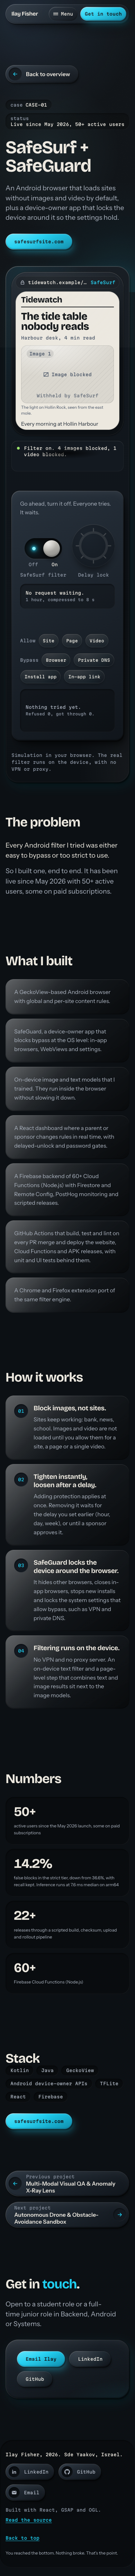 Ilay Fisher
Menu
Get in touch
Back to overview
case CASE-01
status
Live since May 2026, 50+ active users
SafeSurf +
SafeGuard
An Android browser that loads sites
without images and video by default,
plus a device-owner app that locks the
phone around it so the setting holds.
safesurfsite.com
tidewatch.example/…
SafeSurf
Tidewatch
The tide table
nobody reads
Harbour desk, 4 min read
Image 1
Image blocked
Withheld by SafeSurf
The light on Hollin Rock, seen from the east
mole.
Every morning at Hollin Harbour
Filter on. 4 images blocked, 1
video blocked.
Go ahead, turn it off. Everyone tries.
It waits.
Off
On
SafeSurf filter
Delay lock
No request waiting.
1 hour, compressed to 8 s
Allow
Site
Page
Video
Bypass
Browser
Private DNS
Install app
In-app link
Nothing tried yet.
Refused 0, got through 0.
Simulation in your browser. The real
filter runs on the device, with no
VPN or proxy.
The problem
Every Android filter I tried was either
easy to bypass or too strict to use.
So I built one, end to end. It has been
live since May 2026 with 50+ active
users, some on paid subscriptions.
What I built
A GeckoView-based Android browser
with global and per-site content rules.
SafeGuard, a device-owner app that
blocks bypass at the OS level: in-app
browsers, WebViews and settings.
On-device image and text models that I
trained. They run inside the browser
without slowing it down.
A React dashboard where a parent or
sponsor changes rules in real time, with
delayed-unlock and password gates.
A Firebase backend of 60+ Cloud
Functions (Node.js) with Firestore and
Remote Config, PostHog monitoring and
scripted releases.
GitHub Actions that build, test and lint on
every PR merge and deploy the website,
Cloud Functions and APK releases, with
unit and UI tests behind them.
A Chrome and Firefox extension port of
the same filter engine.
How it works
01
Block images, not sites.
Sites keep working: bank, news,
school. Images and video are not
loaded until you allow them for a
site, a page or a single video.
02
Tighten instantly,
loosen after a delay.
Adding protection applies at
once. Removing it waits for
the delay you set earlier (hour,
day, week), or until a sponsor
approves it.
03
SafeGuard locks the
device around the browser.
It hides other browsers, closes in-
app browsers, stops new installs
and locks the system settings that
allow bypass, such as VPN and
private DNS.
04
Filtering runs on the device.
No VPN and no proxy server. An
on-device text filter and a page-
level step that combines text and
image results sit next to the
image models.
Numbers
50+
active users since the May 2026 launch, some on paid
subscriptions
14.2%
false blocks in the strict tier, down from 36.8%, with
recall kept. Inference runs at 7.8 ms median on arm64
22+
releases through a scripted build, checksum, upload
and rollout pipeline
60+
Firebase Cloud Functions (Node.js)
Stack
Kotlin
Java
GeckoView
Android device-owner APIs
TFLite
React
Firebase
safesurfsite.com
Previous project
Multi-Modal Visual QA & Anomaly
X-Ray Lens
Next project
Autonomous Drone & Obstacle-
Avoidance Sandbox
Get in touch.
Open to a student role or a full-
time junior role in Backend, Android
or Systems.
Email Ilay
LinkedIn
GitHub
Ilay Fisher, 2026. Sde Yaakov, Israel.
LinkedIn
GitHub
Email
Built with React, GSAP and OGL.
Read the source
Back to top
You reached the bottom. Nothing broke. That's the point.